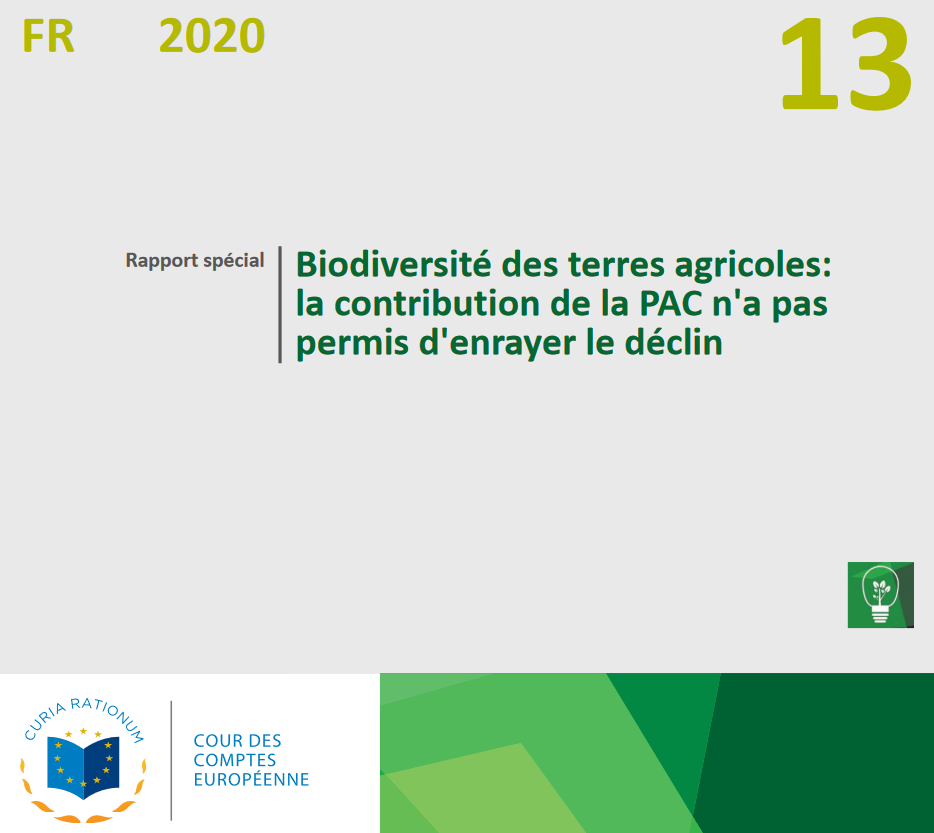 FR 2020 13
Rapport spécial
Biodiversité des terres agricoles:
la contribution de la PAC n'a pas
permis d'enrayer le déclin
CURIA RATIONUM
COUR DES
COMPTES
EUROPÉENNE